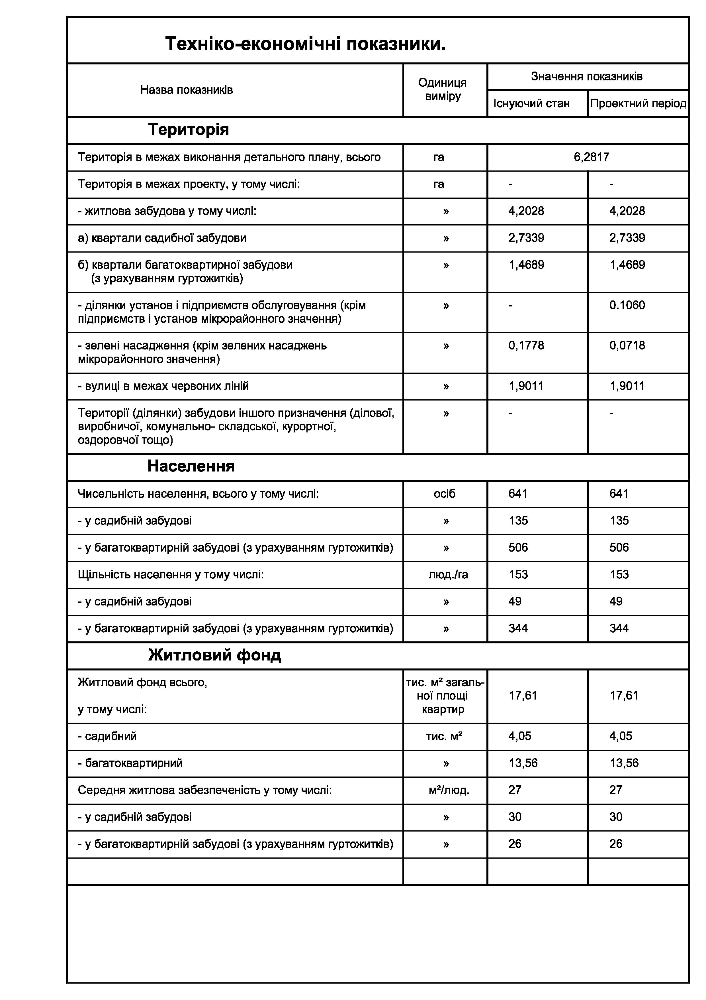 Техніко-економічні показники.
Назва показників
Одиниця
виміру
Значення показників
Існуючий стан
Проектний період
Територія
Територія в межах виконання детального плану, всього га 6,2817
Територія в межах проекту, у тому числі: га - -
- житлова забудова у тому числі: » 4,2028 4,2028
а) квартали садибної забудови » 2,7339 2,7339
б) квартали багатоквартирної забудови » 1,4689 1,4689
(з урахуванням гуртожитків)
- ділянки установ і підприємств обслуговування (крім » - 0.1060
підприємств і установ мікрорайонного значення)
- зелені насадження (крім зелених насаджень » 0,1778 0,0718
мікрорайонного значення)
- вулиці в межах червоних ліній » 1,9011 1,9011
Території (ділянки) забудови іншого призначення (ділової, » - -
виробничої, комунально- складської, курортної,
оздоровчої тощо)
Населення
Чисельність населення, всього у тому числі: осіб 641 641
- у садибній забудові » 135 135
- у багатоквартирній забудові (з урахуванням гуртожитків) » 506 506
Щільність населення у тому числі: люд./га 153 153
- у садибній забудові » 49 49
- у багатоквартирній забудові (з урахуванням гуртожитків) » 344 344
Житловий фонд
Житловий фонд всього,
у тому числі:
тис. м² загаль-
ної площі
квартир
17,61 17,61
- садибний тис. м² 4,05 4,05
- багатоквартирний » 13,56 13,56
Середня житлова забезпеченість у тому числі: м²/люд. 27 27
- у садибній забудові » 30 30
- у багатоквартирній забудові (з урахуванням гуртожитків) » 26 26